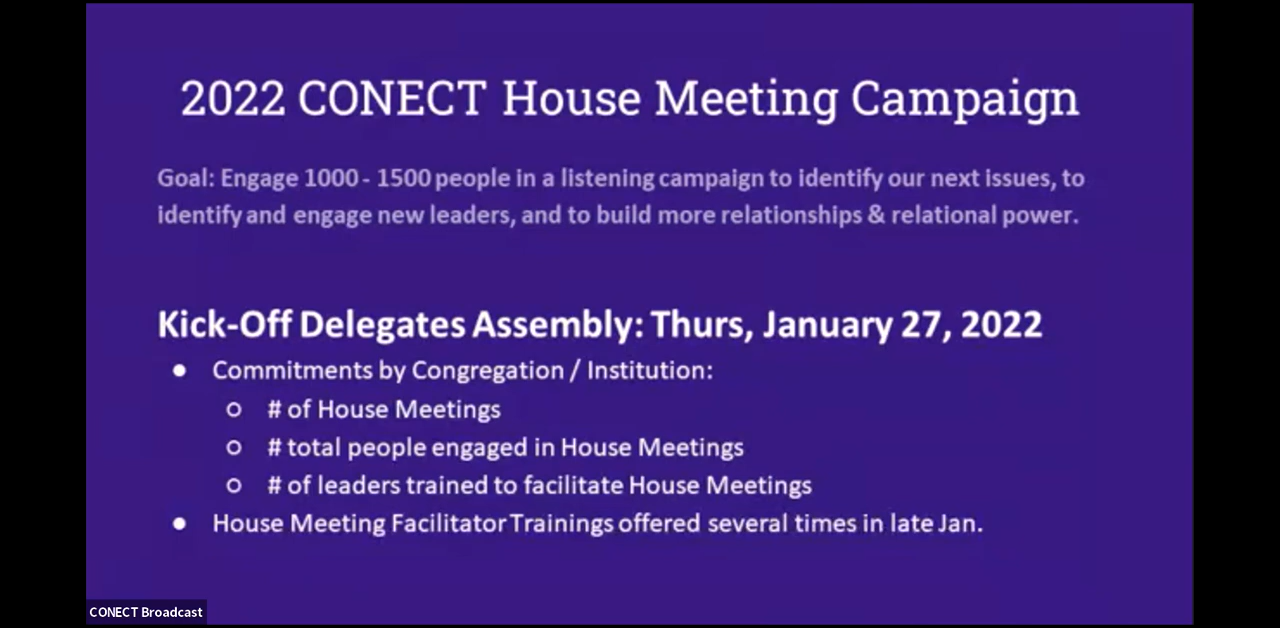 2022 CONECT House Meeting Campaign
Goal: Engage 1000 - 1500 people in a listening campaign to identify our next issues, to
identify and engage new leaders, and to build more relationships & relational power.
Kick-Off Delegates Assembly: Thurs, January 27, 2022
● Commitments by Congregation / Institution:
○ # of House Meetings
○ # total people engaged in House Meetings
○ # of leaders trained to facilitate House Meetings
● House Meeting Facilitator Trainings offered several times in late Jan.
CONECT Broadcast